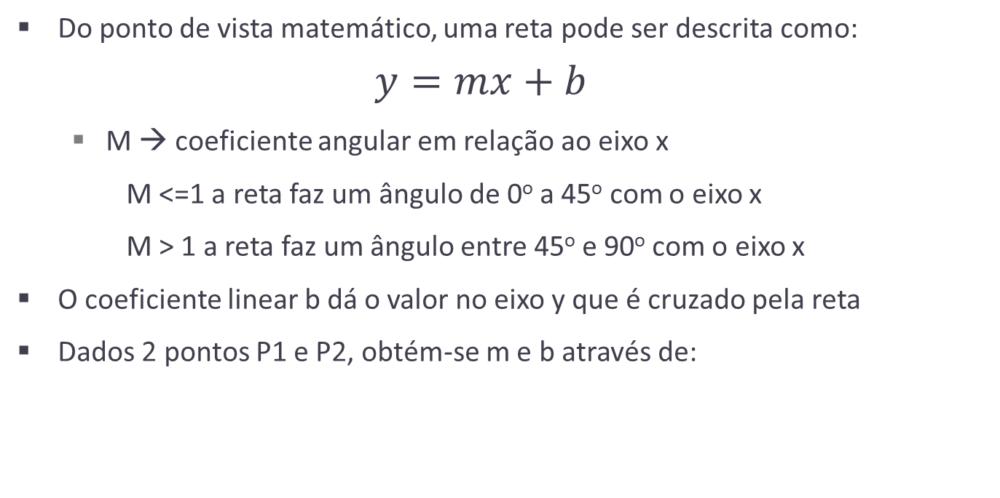 ▪ Do ponto de vista matemático, uma reta pode ser descrita como:
y = mx + b
▪ M → coeficiente angular em relação ao eixo x
M <=1 a reta faz um ângulo de 0º a 45º com o eixo x
M > 1 a reta faz um ângulo entre 45º e 90º com o eixo x
▪ O coeficiente linear b dá o valor no eixo y que é cruzado pela reta
▪ Dados 2 pontos P1 e P2, obtém-se m e b através de: